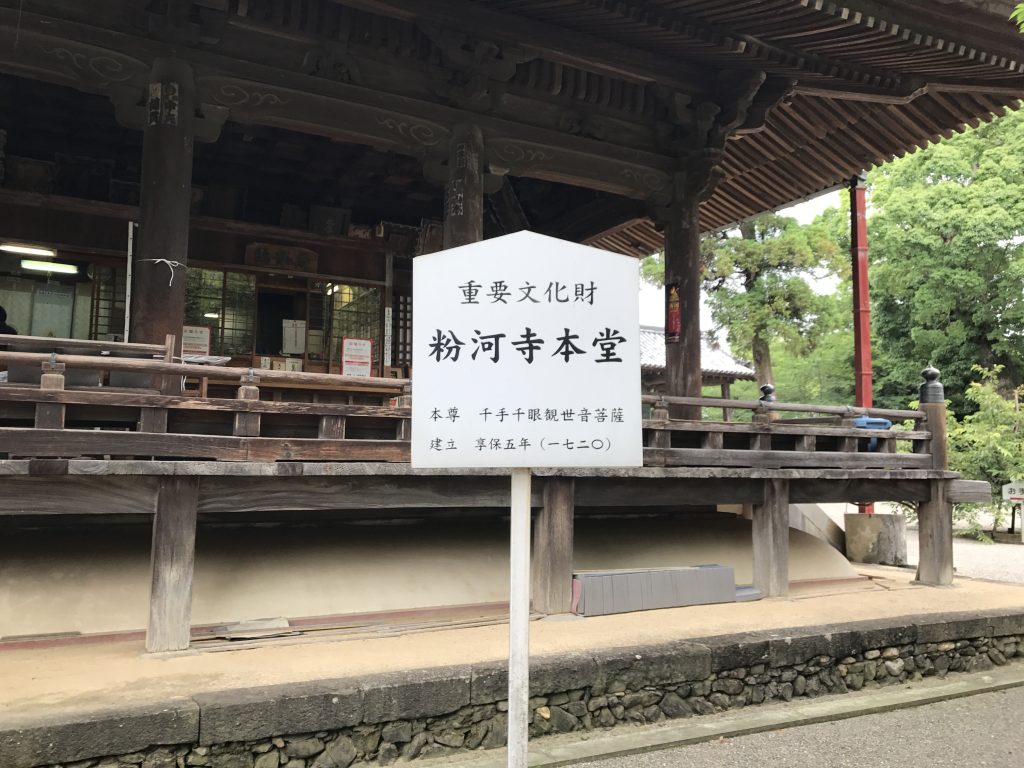 重要文化財
粉河寺本堂
本尊　千手千眼観世音菩薩
建立　享保五年(一七二〇)